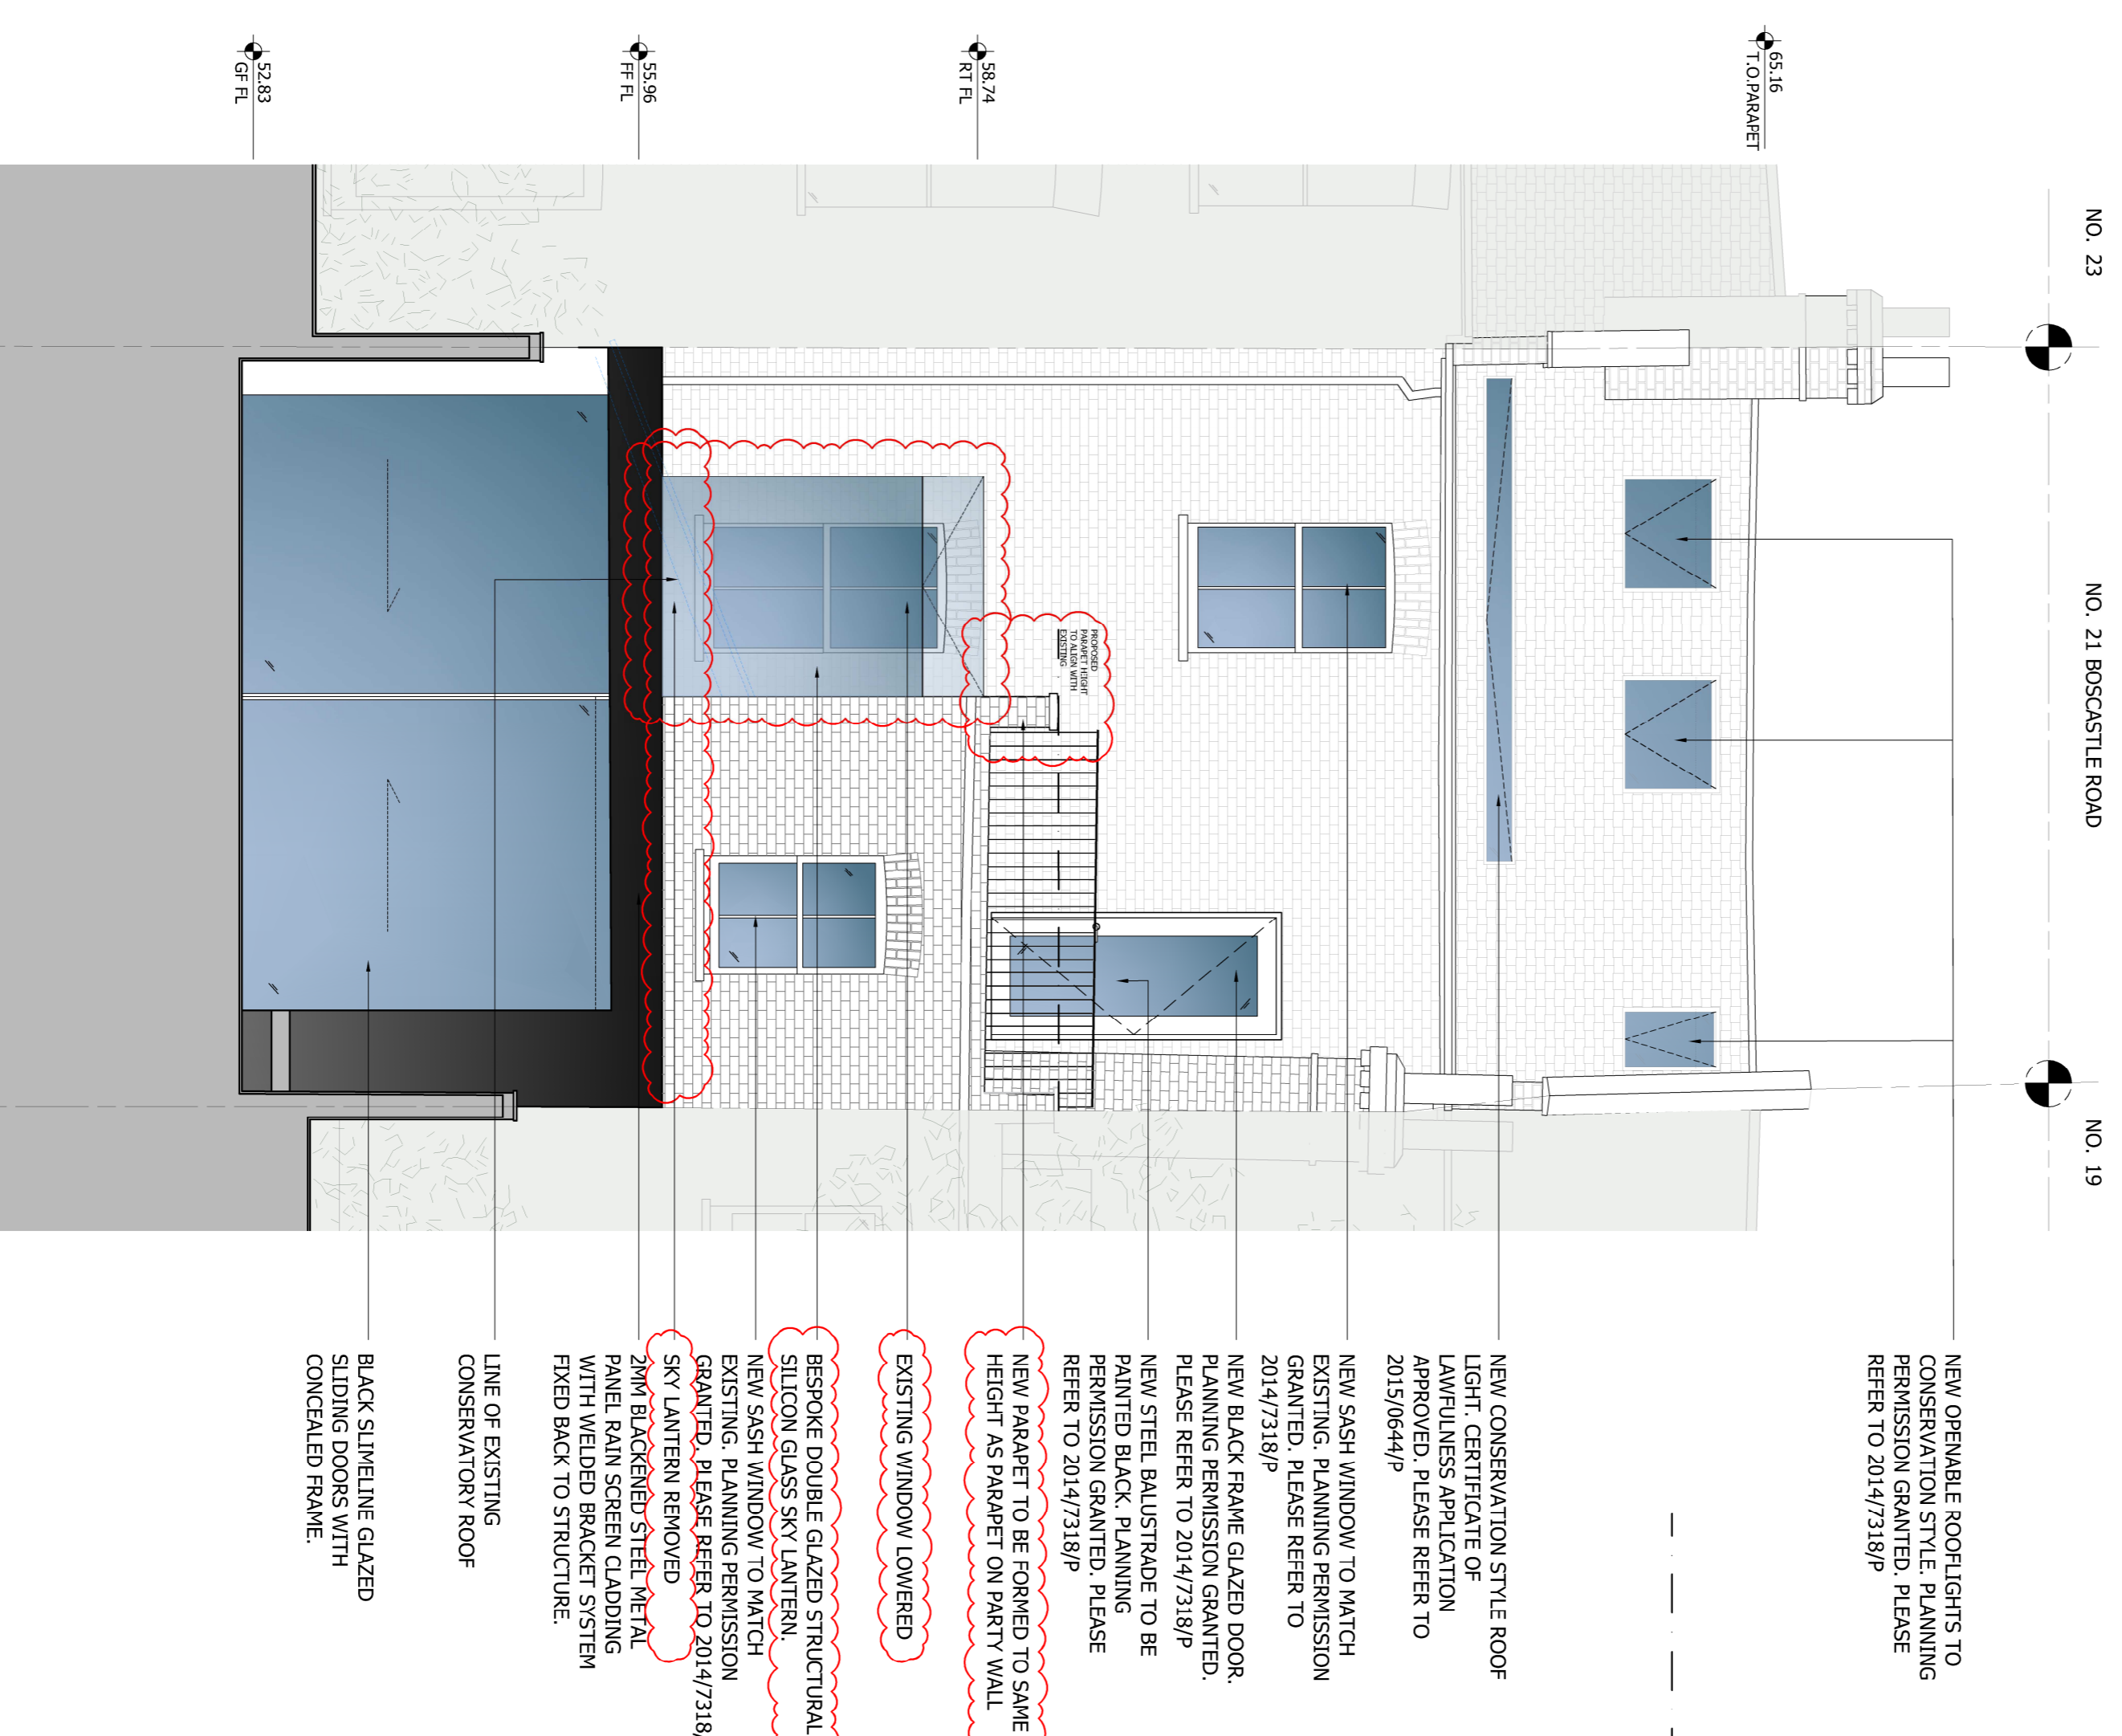 NO. 23
NO. 21 BOSCASTLE ROAD
NO. 19
65.16
T.O.PARAPET
58.74
RT FL
55.96
FF FL
52.83
GF FL
PROPOSED
PARAPET HEIGHT
TO ALIGN WITH
EXISTING
NEW OPENABLE ROOFLIGHTS TO
CONSERVATION STYLE. PLANNING
PERMISSION GRANTED. PLEASE
REFER TO 2014/7318/P
NEW CONSERVATION STYLE ROOF
LIGHT. CERTIFICATE OF
LAWFULNESS APPLICATION
APPROVED. PLEASE REFER TO
2015/0644/P
NEW SASH WINDOW TO MATCH
EXISTING. PLANNING PERMISSION
GRANTED. PLEASE REFER TO
2014/7318/P
NEW BLACK FRAME GLAZED DOOR.
PLANNING PERMISSION GRANTED.
PLEASE REFER TO 2014/7318/P
NEW STEEL BALUSTRADE TO BE
PAINTED BLACK. PLANNING
PERMISSION GRANTED. PLEASE
REFER TO 2014/7318/P
NEW PARAPET TO BE FORMED TO SAME
HEIGHT AS PARAPET ON PARTY WALL
EXISTING WINDOW LOWERED
BESPOKE DOUBLE GLAZED STRUCTURAL
SILICON GLASS SKY LANTERN.
NEW SASH WINDOW TO MATCH
EXISTING. PLANNING PERMISSION
GRANTED. PLEASE REFER TO 2014/7318/
SKY LANTERN REMOVED
2MM BLACKENED STEEL METAL
PANEL RAIN SCREEN CLADDING
WITH WELDED BRACKET SYSTEM
FIXED BACK TO STRUCTURE.
LINE OF EXISTING
CONSERVATORY ROOF
BLACK SLIMELINE GLAZED
SLIDING DOORS WITH
CONCEALED FRAME.